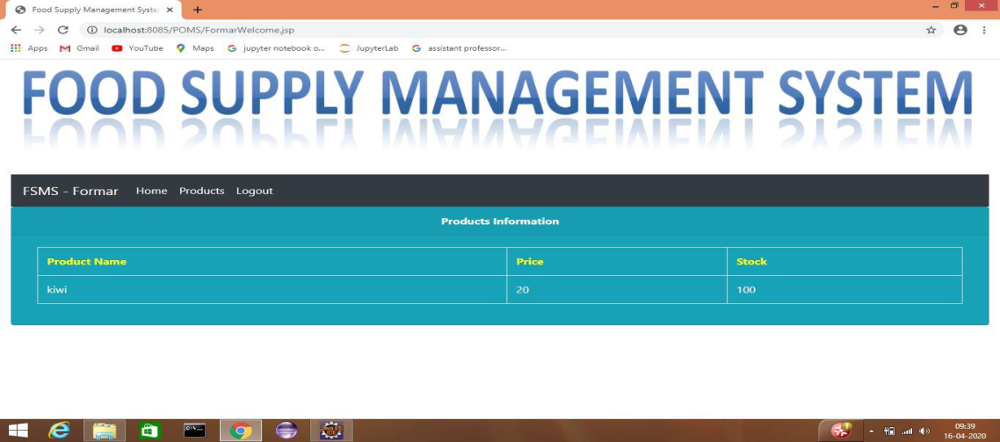 Food Supply Management Syste
localhost:8085/POMS/FormarWelcome.jsp
Apps Gmail YouTube Maps jupyter notebook o... JupyterLab assistant professor...
FOOD SUPPLY MANAGEMENT SYSTEM
FSMS - Formar Home Products Logout
Products Information
Product Name Price Stock
kiwi 20 100
09:39
16-04-2020